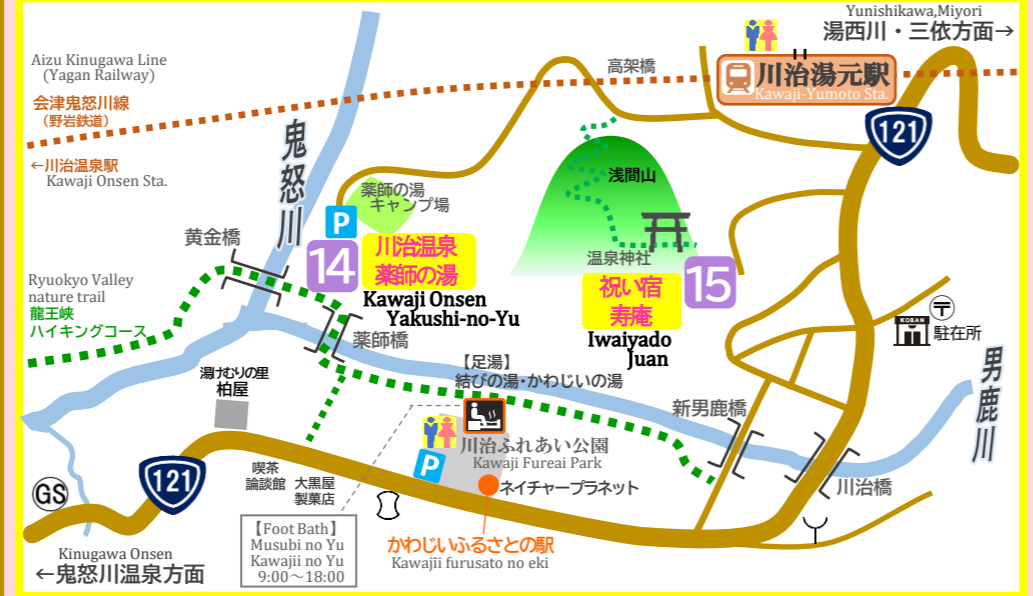 Yunishikawa,Miyori
湯西川・三依方面→
Aizu Kinugawa Line
(Yagan Railway)
会津鬼怒川線
(野岩鉄道)
高架橋
川治湯元駅
Kawaji-Yumoto Sta.
121
←川治温泉駅
Kawaji Onsen Sta.
鬼怒川
薬師の湯
キャンプ場
浅間山
P
黄金橋
14
川治温泉
薬師の湯
Kawaji Onsen
Yakushi-no-Yu
温泉神社
15
祝い宿
寿庵
Iwaiyado
Juan
Ryuokyo Valley
nature trail
龍王峡
ハイキングコース
薬師橋
KOBAN
〒
駐在所
【足湯】
結びの湯・かわじいの湯
湯けむりの里
柏屋
新男鹿橋
男鹿川
川治ふれあい公園
Kawaji Fureai Park
P
ネイチャープラネット
川治橋
121
GS
喫茶
論談館
大黒屋
製菓店
【Foot Bath】
Musubi no Yu
Kawajii no Yu
9:00〜18:00
かわじいふるさとの駅
Kawajii furusato no eki
Kinugawa Onsen
←鬼怒川温泉方面